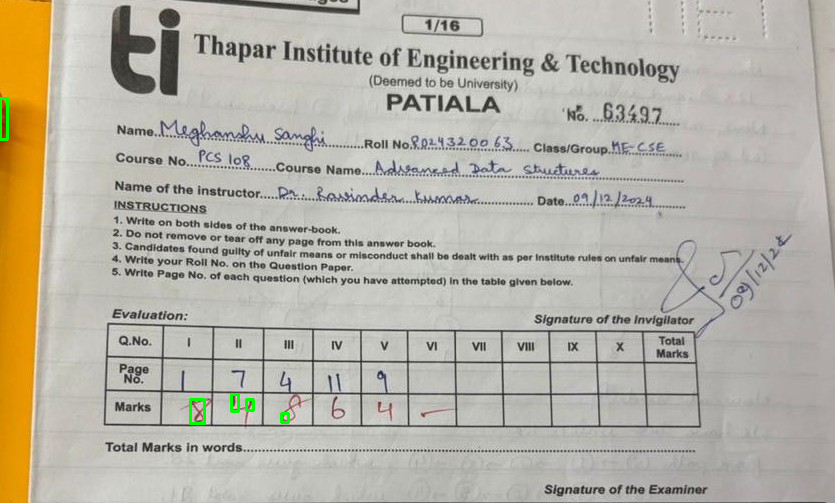 1/16
ti Thapar Institute of Engineering & Technology
(Deemed to be University)
PATIALA
No. 63497
Name. Meghanshu Sanghi Roll No. 8024320063 Class/Group. ME-CSE
Course No. PCS 108 Course Name. Advanced Data Structures
Name of the instructor. Dr. Ravinder Kumar Date. 09/12/2024
INSTRUCTIONS
1. Write on both sides of the answer-book.
2. Do not remove or tear off any page from this answer book.
3. Candidates found guilty of unfair means or misconduct shall be dealt with as per Institute rules on unfair means.
4. Write your Roll No. on the Question Paper.
5. Write Page No. of each question (which you have attempted) in the table given below.
09/12/24
Evaluation: Signature of the Invigilator
Q.No. I II III IV V VI VII VIII IX X Total Marks
Page No. 1 7 4 11 9
Marks 8 4 8 6 4
Total Marks in words
Signature of the Examiner